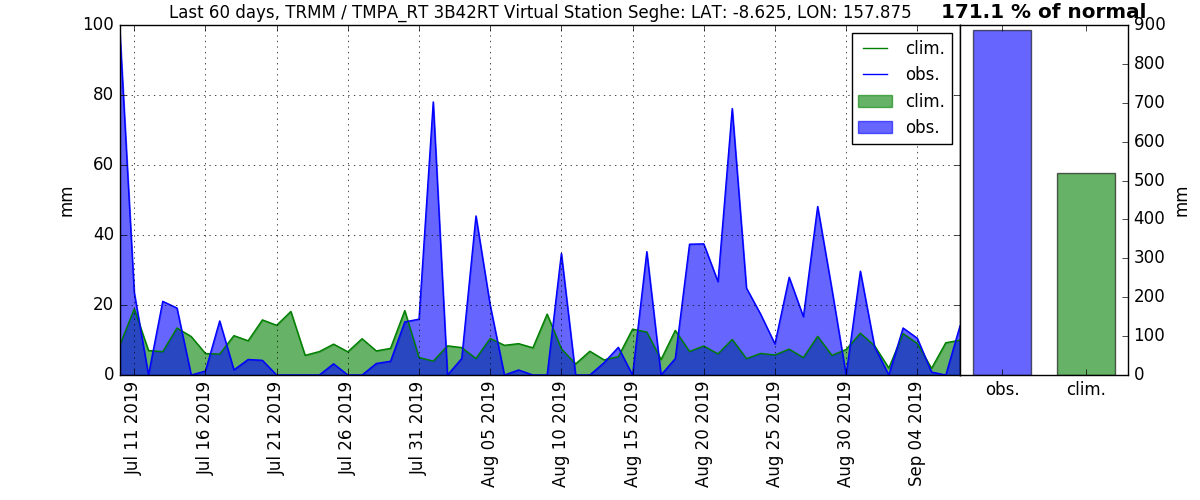 Last 60 days, TRMM / TMPA_RT 3B42RT Virtual Station Seghe: LAT: -8.625, LON: 157.875
171.1 % of normal
100
80
60
40
20
0
mm
clim.
obs.
clim.
obs.
Jul 11 2019
Jul 16 2019
Jul 21 2019
Jul 26 2019
Jul 31 2019
Aug 05 2019
Aug 10 2019
Aug 15 2019
Aug 20 2019
Aug 25 2019
Aug 30 2019
Sep 04 2019
900
800
700
600
500
400
300
200
100
0
mm
obs.
clim.